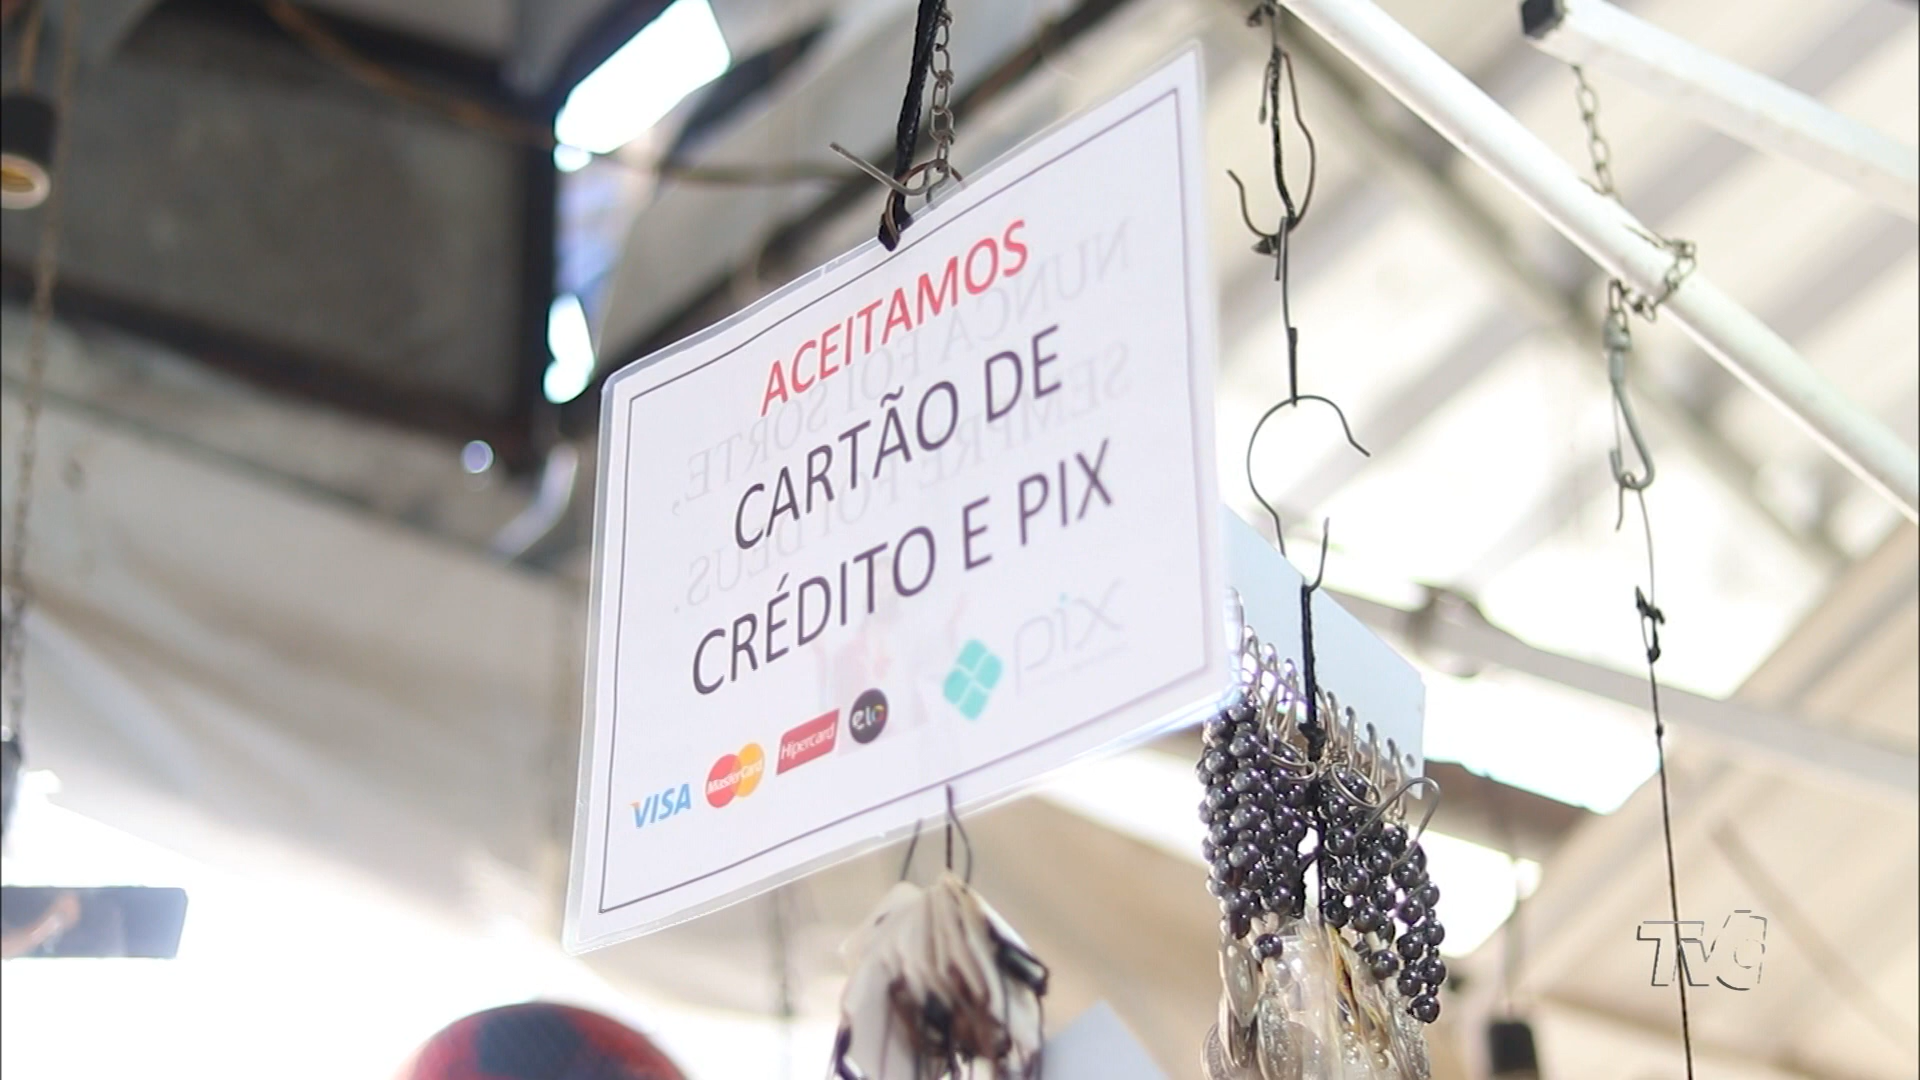 ACEITAMOS
CARTÃO DE
CRÉDITO E PIX
VISA MasterCard Hipercard elo pix
NUNCA FOI SORTE,
SEMPRE FOI DEUS.
TVC